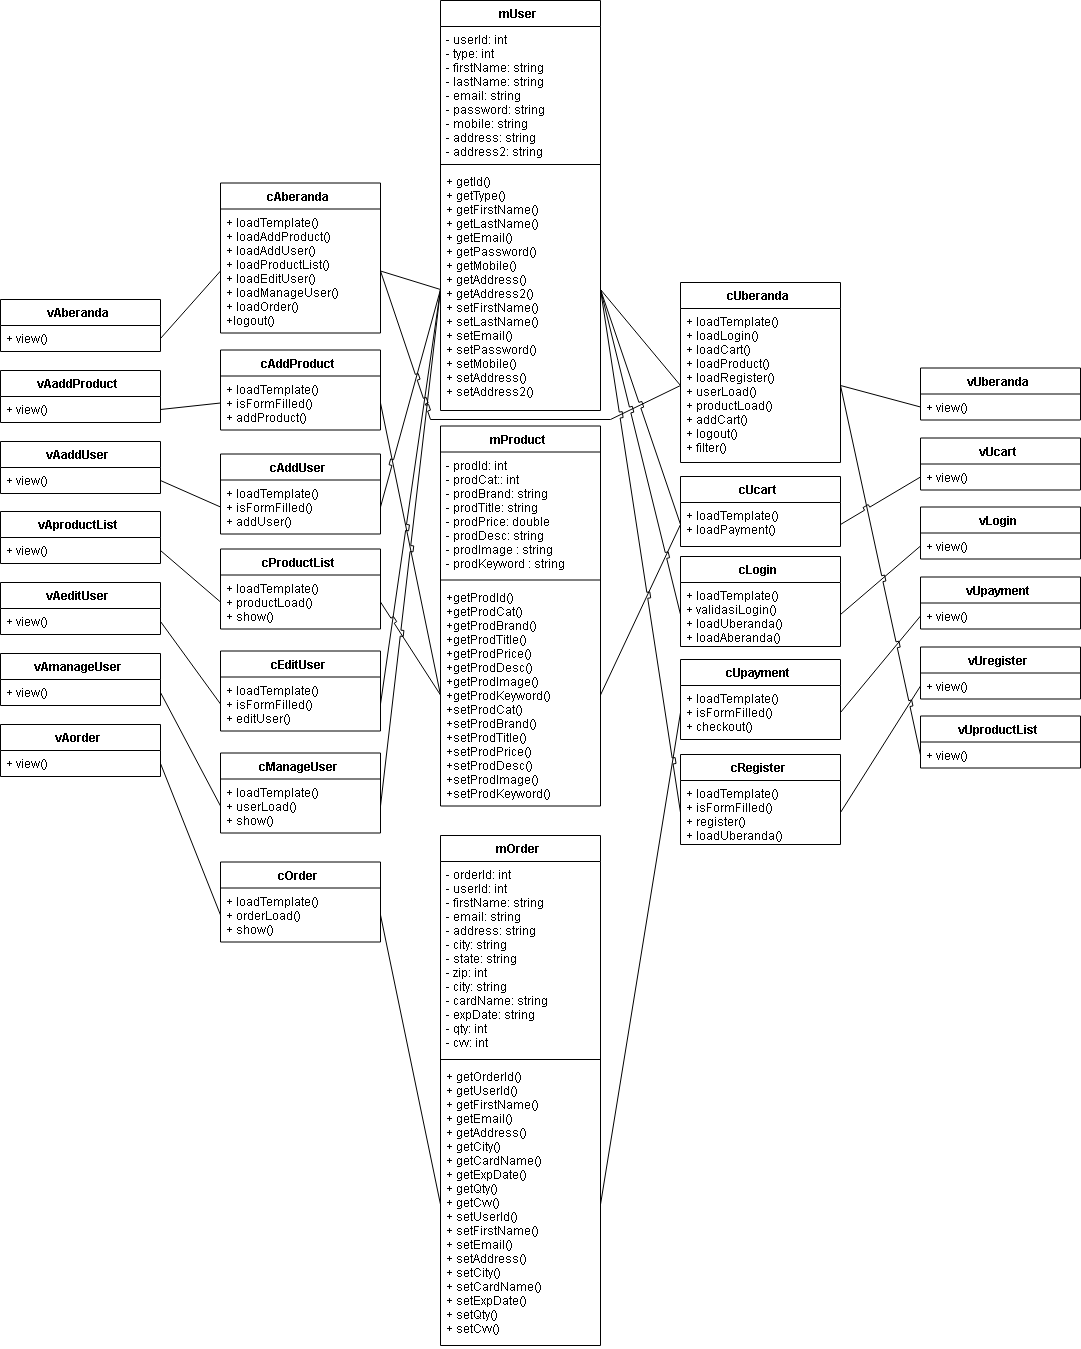 mUser
- userId: int
- type: int
- firstName: string
- lastName: string
- email: string
- password: string
- mobile: string
- address: string
- address2: string
+ getId()
+ getType()
+ getFirstName()
+ getLastName()
+ getEmail()
+ getPassword()
+ getMobile()
+ getAddress()
+ getAddress2()
+ setFirstName()
+ setLastName()
+ setEmail()
+ setPassword()
+ setMobile()
+ setAddress()
+ setAddress2()
vAberanda
+ view()
vAaddProduct
+ view()
vAaddUser
+ view()
vAproductList
+ view()
vAeditUser
+ view()
vAmanageUser
+ view()
vAorder
+ view()
cAberanda
+ loadTemplate()
+ loadAddProduct()
+ loadAddUser()
+ loadProductList()
+ loadEditUser()
+ loadManageUser()
+ loadOrder()
+logout()
cAddProduct
+ loadTemplate()
+ isFormFilled()
+ addProduct()
cAddUser
+ loadTemplate()
+ isFormFilled()
+ addUser()
cProductList
+ loadTemplate()
+ productLoad()
+ show()
cEditUser
+ loadTemplate()
+ isFormFilled()
+ editUser()
cManageUser
+ loadTemplate()
+ userLoad()
+ show()
cOrder
+ loadTemplate()
+ orderLoad()
+ show()
mProduct
- prodId: int
- prodCat:: int
- prodBrand: string
- prodTitle: string
- prodPrice: double
- prodDesc: string
- prodImage : string
- prodKeyword : string
+getProdId()
+getProdCat()
+getProdBrand()
+getProdTitle()
+getProdPrice()
+getProdDesc()
+getProdImage()
+getProdKeyword()
+setProdCat()
+setProdBrand()
+setProdTitle()
+setProdPrice()
+setProdDesc()
+setProdImage()
+setProdKeyword()
mOrder
- orderId: int
- userId: int
- firstName: string
- email: string
- address: string
- city: string
- state: string
- zip: int
- city: string
- cardName: string
- expDate: string
- qty: int
- cvv: int
+ getOrderId()
+ getUserId()
+ getFirstName()
+ getEmail()
+ getAddress()
+ getCity()
+ getCardName()
+ getExpDate()
+ getQty()
+ getCvv()
+ setUserId()
+ setFirstName()
+ setEmail()
+ setAddress()
+ setCity()
+ setCardName()
+ setExpDate()
+ setQty()
+ setCvv()
cUberanda
+ loadTemplate()
+ loadLogin()
+ loadCart()
+ loadProduct()
+ loadRegister()
+ userLoad()
+ productLoad()
+ addCart()
+ logout()
+ filter()
cUcart
+ loadTemplate()
+ loadPayment()
cLogin
+ loadTemplate()
+ validasiLogin()
+ loadUberanda()
+ loadAberanda()
cUpayment
+ loadTemplate()
+ isFormFilled()
+ checkout()
cRegister
+ loadTemplate()
+ isFormFilled()
+ register()
+ loadUberanda()
vUberanda
+ view()
vUcart
+ view()
vLogin
+ view()
vUpayment
+ view()
vUregister
+ view()
vUproductList
+ view()